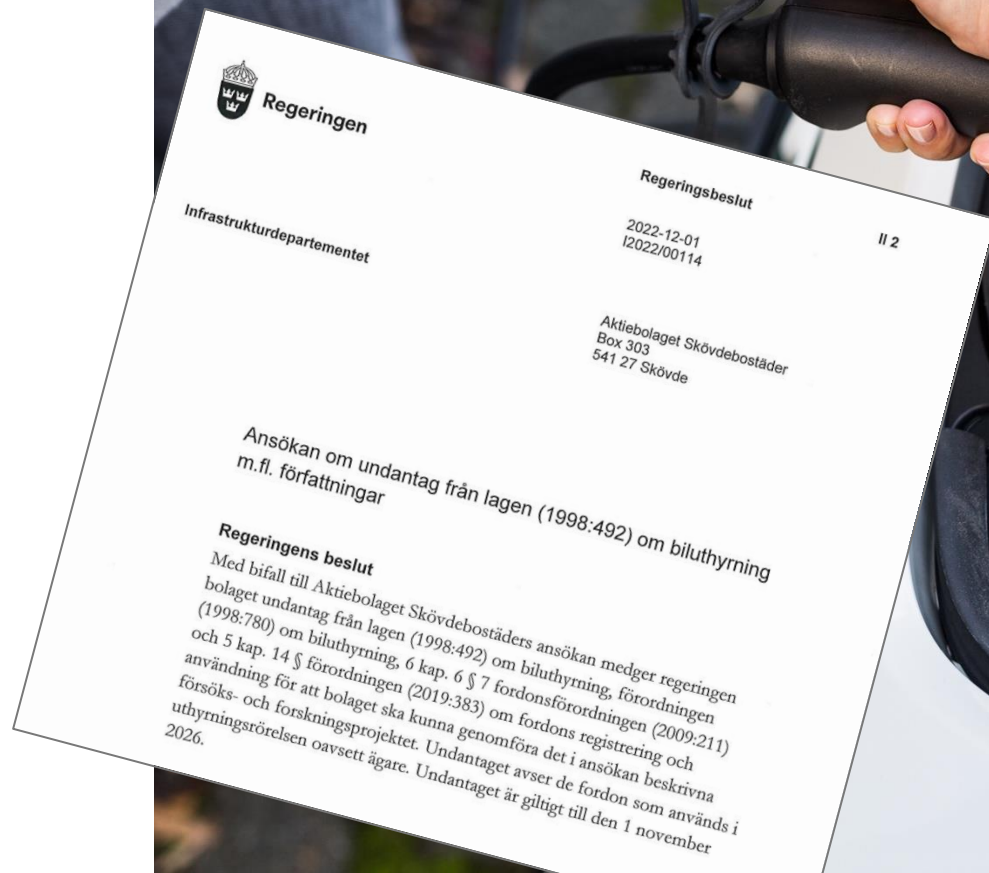 Regeringen
Regeringsbeslut
II 2
2022-12-01
I2022/00114
Infrastrukturdepartementet
Aktiebolaget Skövdebostäder
Box 303
541 27 Skövde
Ansökan om undantag från lagen (1998:492) om biluthyrning
m.fl. författningar
Regeringens beslut
Med bifall till Aktiebolaget Skövdebostäders ansökan medger regeringen
bolaget undantag från lagen (1998:492) om biluthyrning, förordningen
(1998:780) om biluthyrning, 6 kap. 6 § 7 fordonsförordningen (2009:211)
och 5 kap. 14 § förordningen (2019:383) om fordons registrering och
användning för att bolaget ska kunna genomföra det i ansökan beskrivna
försöks- och forskningsprojektet. Undantaget avser de fordon som används i
uthyrningsrörelsen oavsett ägare. Undantaget är giltigt till den 1 november
2026.